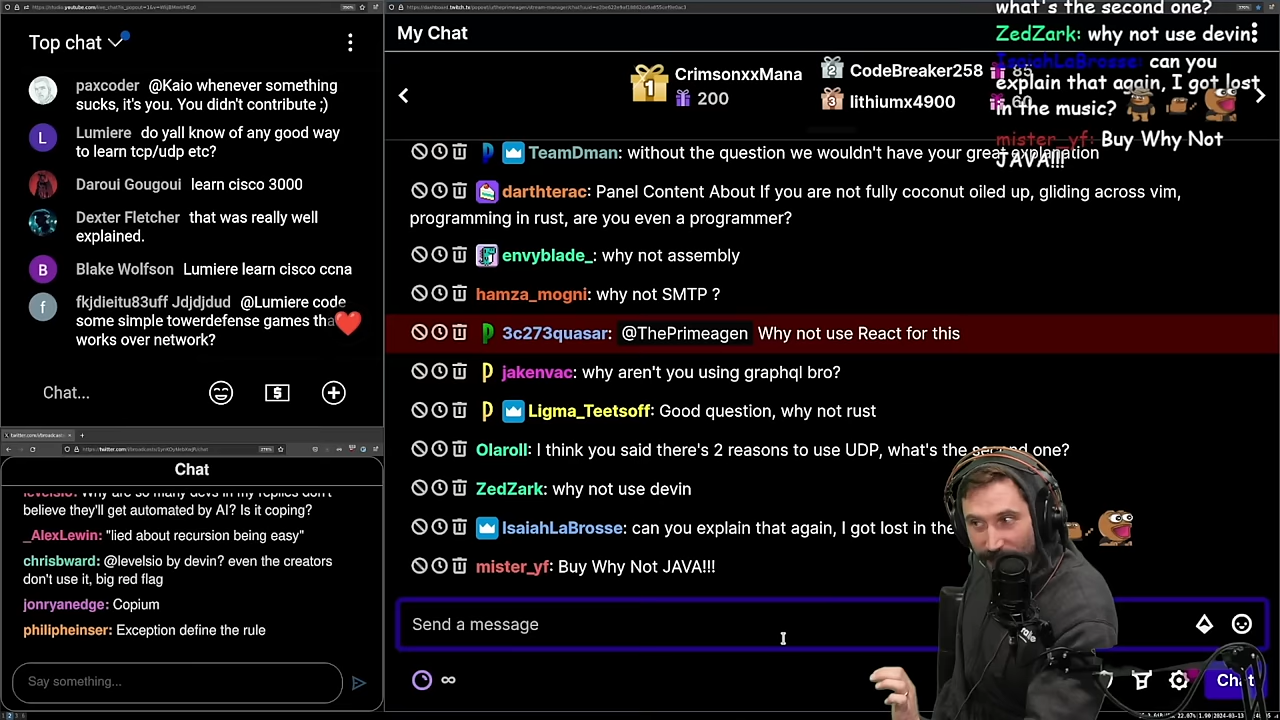 Top chat
paxcoder @Kaio whenever something
sucks, it's you. You didn't contribute ;)
L
Lumiere do yall know of any good way
to learn tcp/udp etc?
Daroui Gougoui learn cisco 3000
Dexter Fletcher that was really well
explained.
B
Blake Wolfson Lumiere learn cisco ccna
f
fkjdieitu83uff Jdjdjdud @Lumiere code
some simple towerdefense games tha
works over network?
Chat...
Chat
believe they'll get automated by AI? Is it coming?
_AlexLewin: "lied about recursion being easy"
chrisbward: @levelsio by devin? even the creators
don't use it, big red flag
jonryanedge: Copium
philipheinser: Exception define the rule
Say something...
My Chat
1
CrimsonxxMana
200
2
CodeBreaker258
85
3
lithiumx4900
60
TeamDman: without the question we wouldn't have your great explanation
darthterac: Panel Content About If you are not fully coconut oiled up, gliding across vim,
programming in rust, are you even a programmer?
envyblade_: why not assembly
hamza_mogni: why not SMTP ?
3c273quasar: @ThePrimeagen Why not use React for this
jakenvac: why aren't you using graphql bro?
Ligma_Teetsoff: Good question, why not rust
Olaroll: I think you said there's 2 reasons to use UDP, what's the second one?
ZedZark: why not use devin
IsaiahLaBrosse: can you explain that again, I got lost in the
mister_yf: Buy Why Not JAVA!!!
Send a message
Chat
what's the second one?
ZedZark: why not use devin
IsaiahLaBrosse: can you
explain that again, I got lost
in the music?
mister_yf: Buy Why Not
JAVA!!!